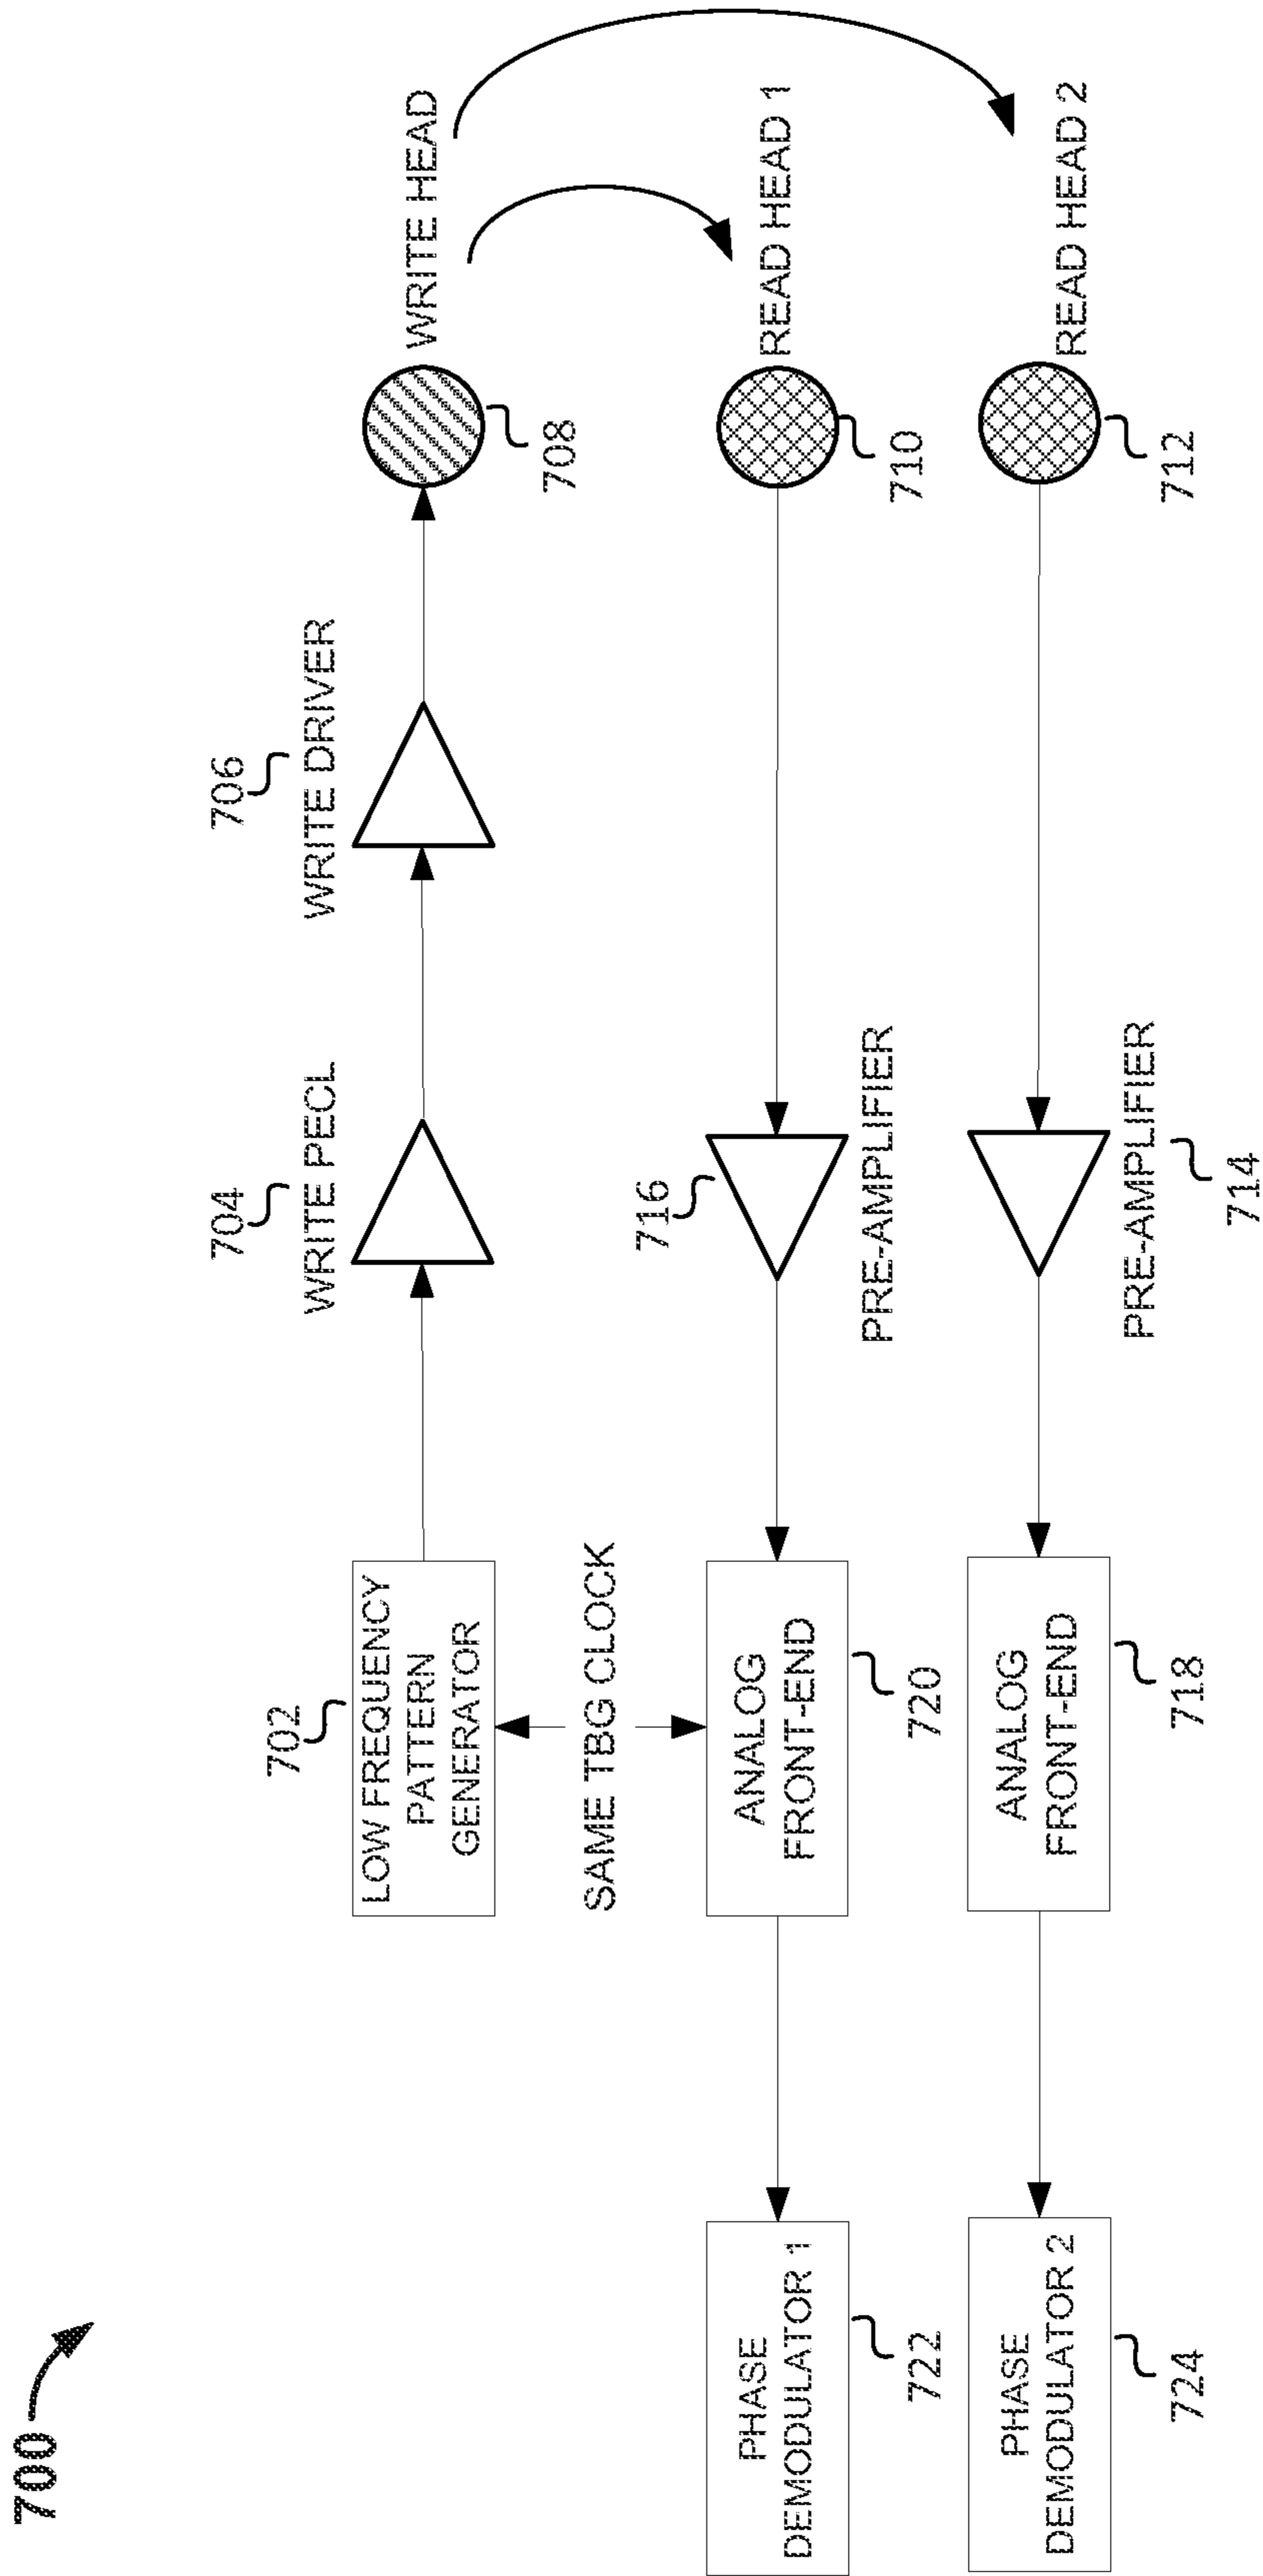 700
702
LOW FREQUENCY
PATTERN
GENERATOR
704
WRITE PECL
706
WRITE DRIVER
WRITE HEAD
708
SAME TBG CLOCK
PHASE
DEMODULATOR 1
722
ANALOG
FRONT-END
720
716
PRE-AMPLIFIER
READ HEAD 1
710
PHASE
DEMODULATOR 2
724
ANALOG
FRONT-END
718
PRE-AMPLIFIER
714
READ HEAD 2
712